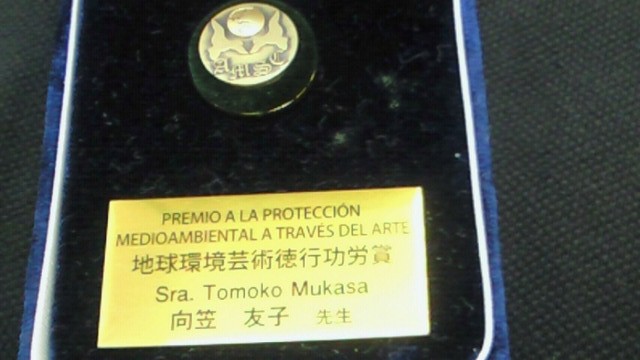 PREMIO A LA PROTECCIÓN
MEDIOAMBIENTAL A TRAVÉS DEL ARTE
地球環境芸術徳行功労賞
Sra. Tomoko Mukasa
向笠 友子 先生